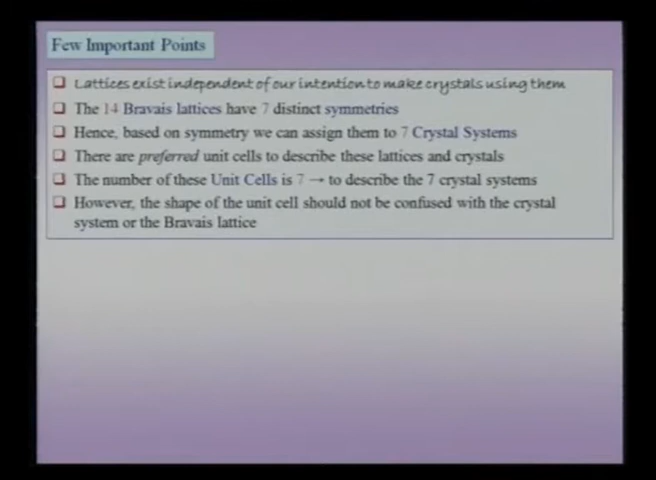 Few Important Points
❑ Lattices exist independent of our intention to make crystals using them
❑ The 14 Bravais lattices have 7 distinct symmetries
❑ Hence, based on symmetry we can assign them to 7 Crystal Systems
❑ There are preferred unit cells to describe these lattices and crystals
❑ The number of these Unit Cells is 7 → to describe the 7 crystal systems
❑ However, the shape of the unit cell should not be confused with the crystal
system or the Bravais lattice